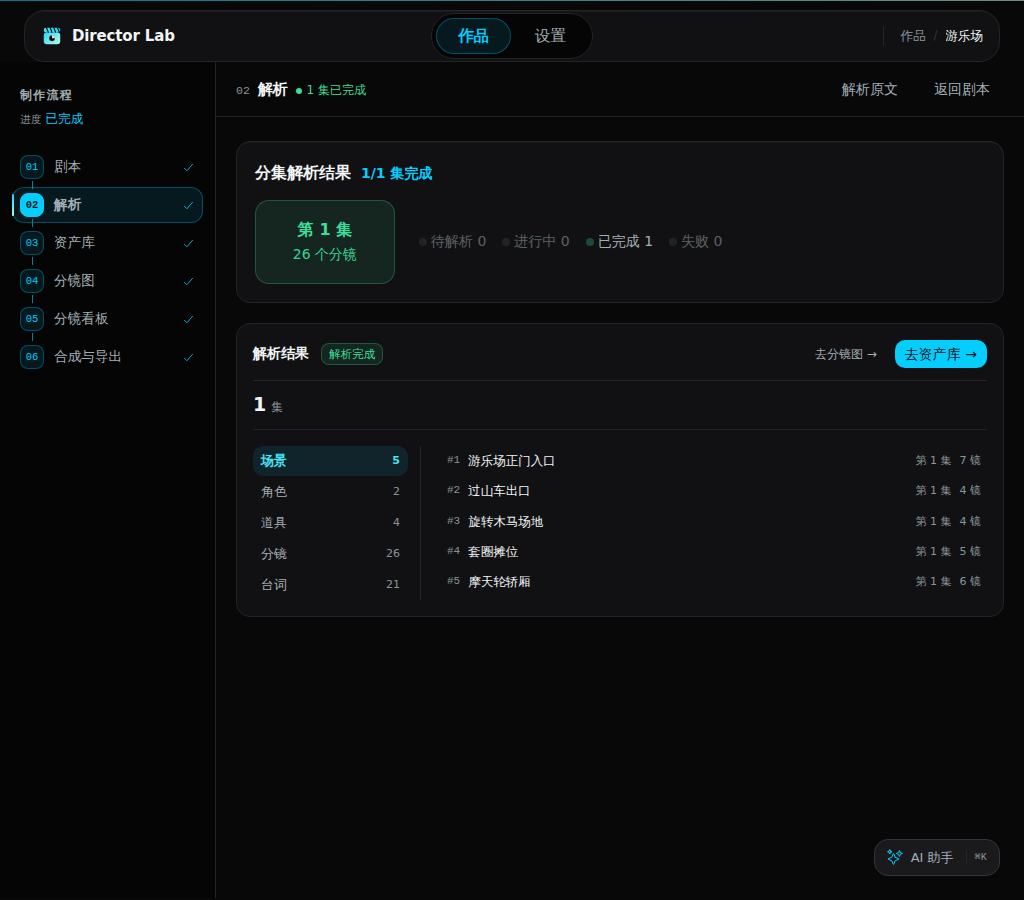 Director Lab
作品
设置
作品 / 游乐场
制作流程
进度 已完成
01 剧本
02 解析
03 资产库
04 分镜图
05 分镜看板
06 合成与导出
02 解析 1 集已完成
解析原文
返回剧本
分集解析结果 1/1 集完成
第 1 集
26 个分镜
待解析 0 进行中 0 已完成 1 失败 0
解析结果 解析完成
去分镜图 →
去资产库 →
1 集
场景 5
角色 2
道具 4
分镜 26
台词 21
#1 游乐场正门入口 第 1 集 7 镜
#2 过山车出口 第 1 集 4 镜
#3 旋转木马场地 第 1 集 4 镜
#4 套圈摊位 第 1 集 5 镜
#5 摩天轮轿厢 第 1 集 6 镜
AI 助手 ⌘K